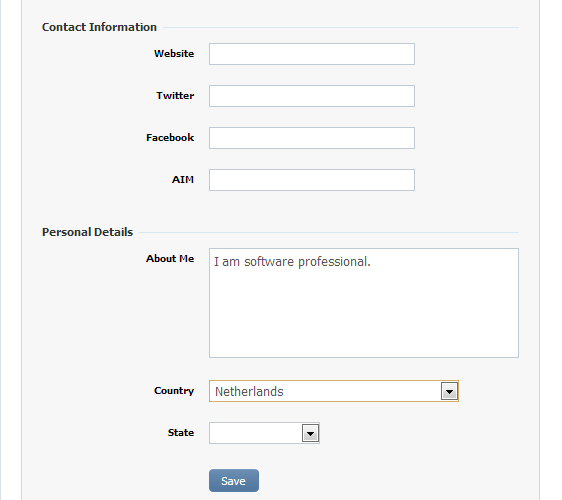 Contact Information
Website
Twitter
Facebook
AIM
Personal Details
About Me
I am software professional.
Country
Netherlands
State
Save